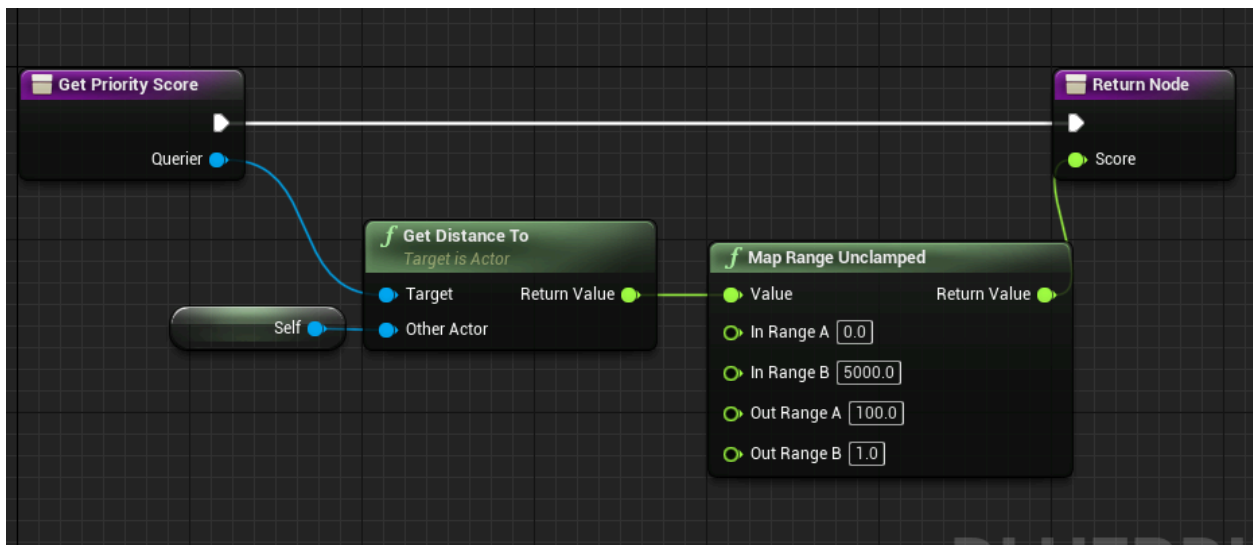 Get Priority Score
Return Node
Querier
Score
f Get Distance To
Target is Actor
Target Return Value
Self
Other Actor
f Map Range Unclamped
Value Return Value
In Range A 0.0
In Range B 5000.0
Out Range A 100.0
Out Range B 1.0